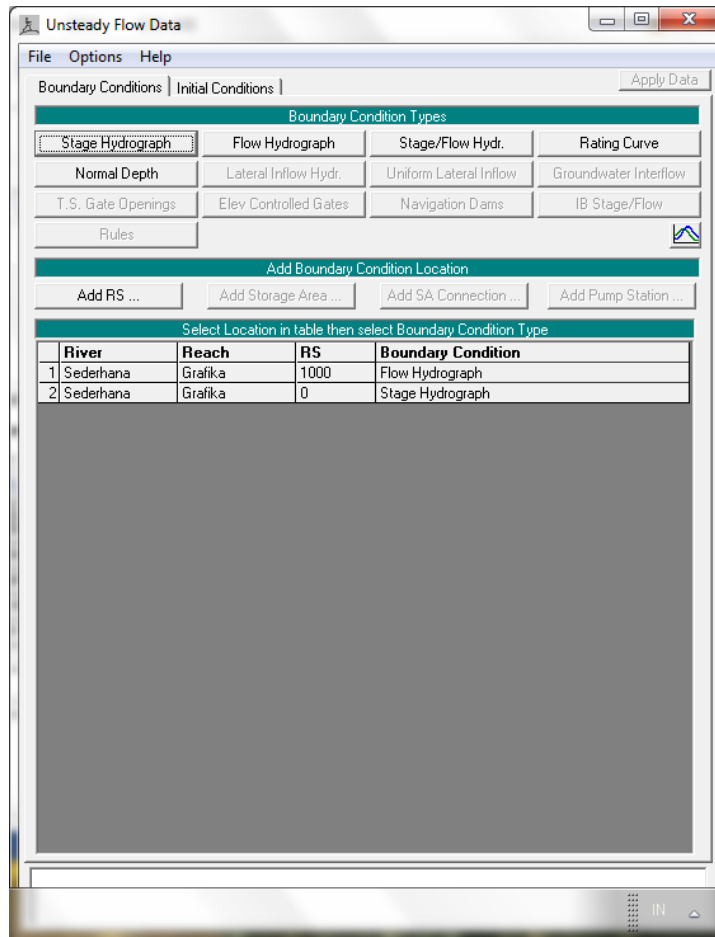 Unsteady Flow Data
File Options Help
Boundary Conditions Initial Conditions Apply Data
Boundary Condition Types
Stage Hydrograph Flow Hydrograph Stage/Flow Hydr. Rating Curve
Normal Depth Lateral Inflow Hydr. Uniform Lateral Inflow Groundwater Interflow
T.S. Gate Openings Elev Controlled Gates Navigation Dams IB Stage/Flow
Rules
Add Boundary Condition Location
Add RS ... Add Storage Area ... Add SA Connection ... Add Pump Station ...
Select Location in table then select Boundary Condition Type
River Reach RS Boundary Condition
1 Sederhana Grafika 1000 Flow Hydrograph
2 Sederhana Grafika 0 Stage Hydrograph
IN